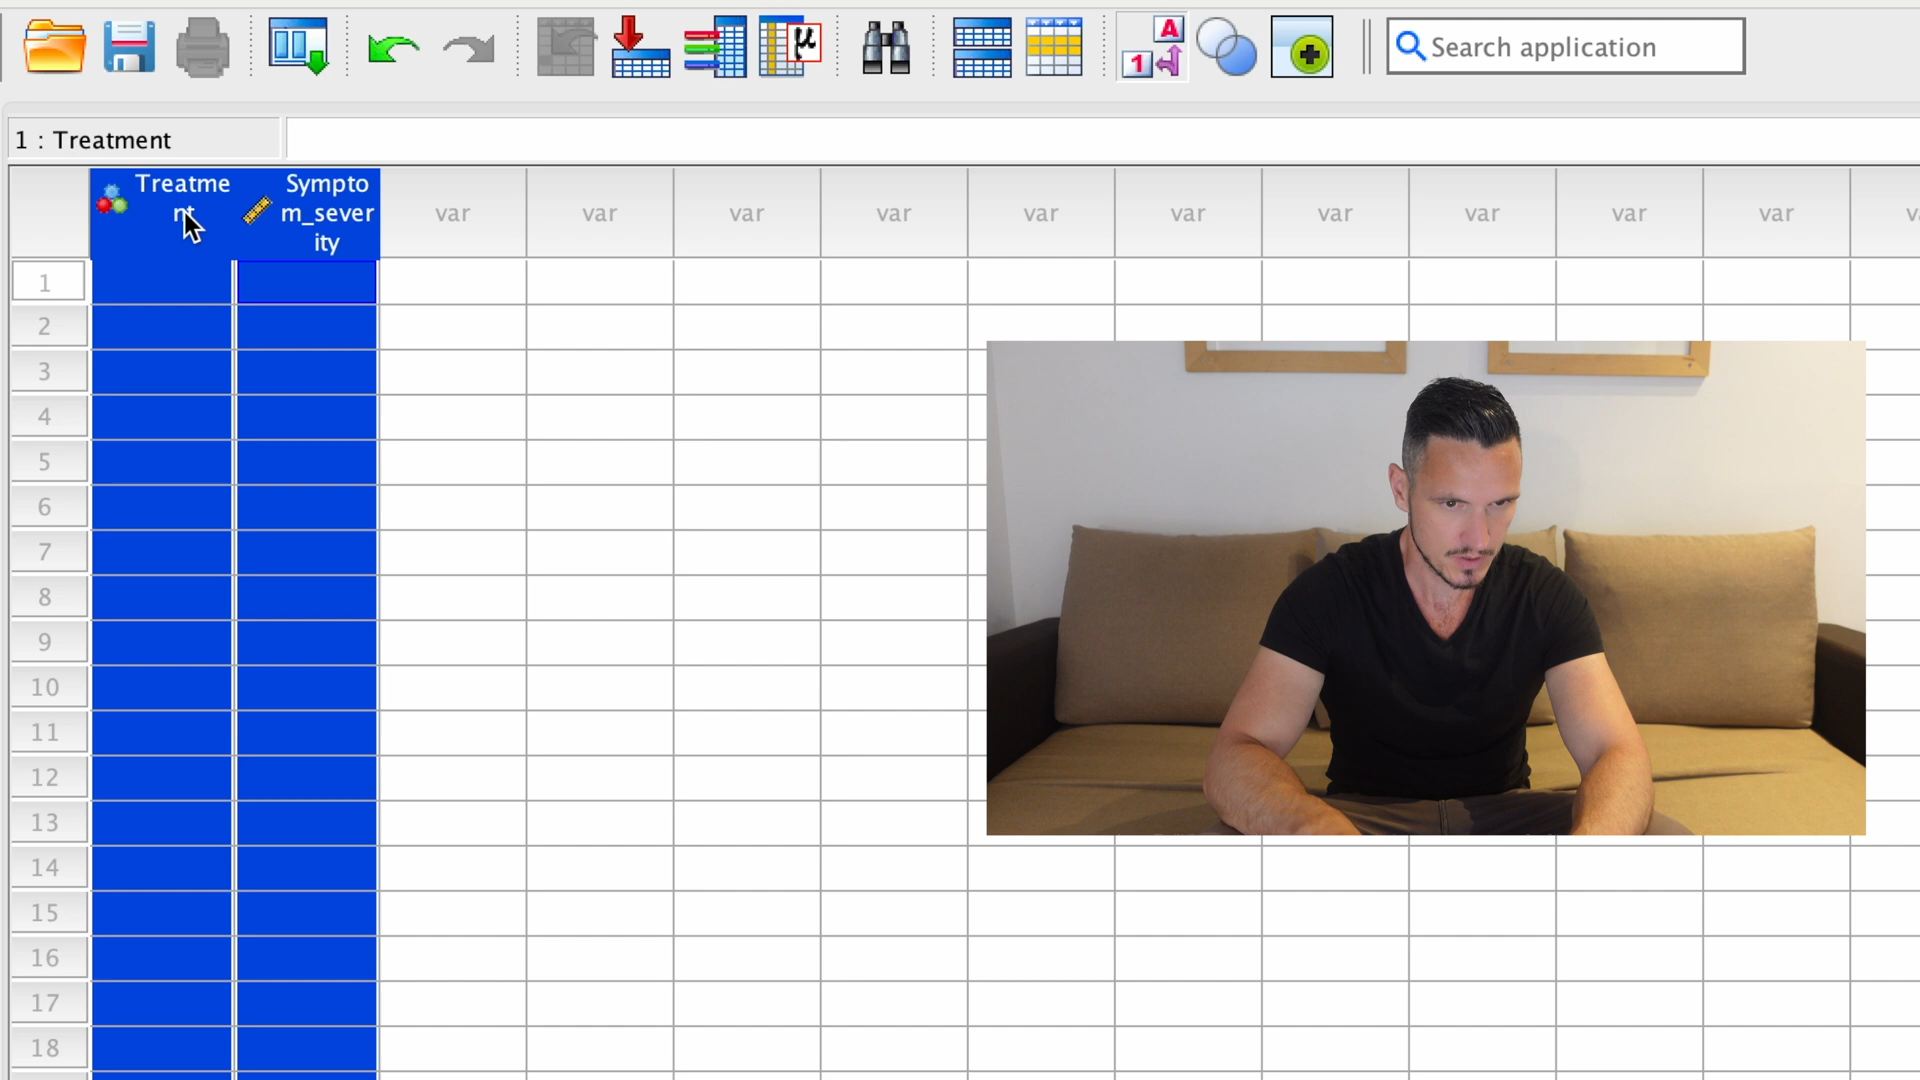 A
1
μ
Search application
1 : Treatment
Treatme
nt
Sympto
m_sever
ity
var
var
var
var
var
var
var
var
var
var
1
2
3
4
5
6
7
8
9
10
11
12
13
14
15
16
17
18